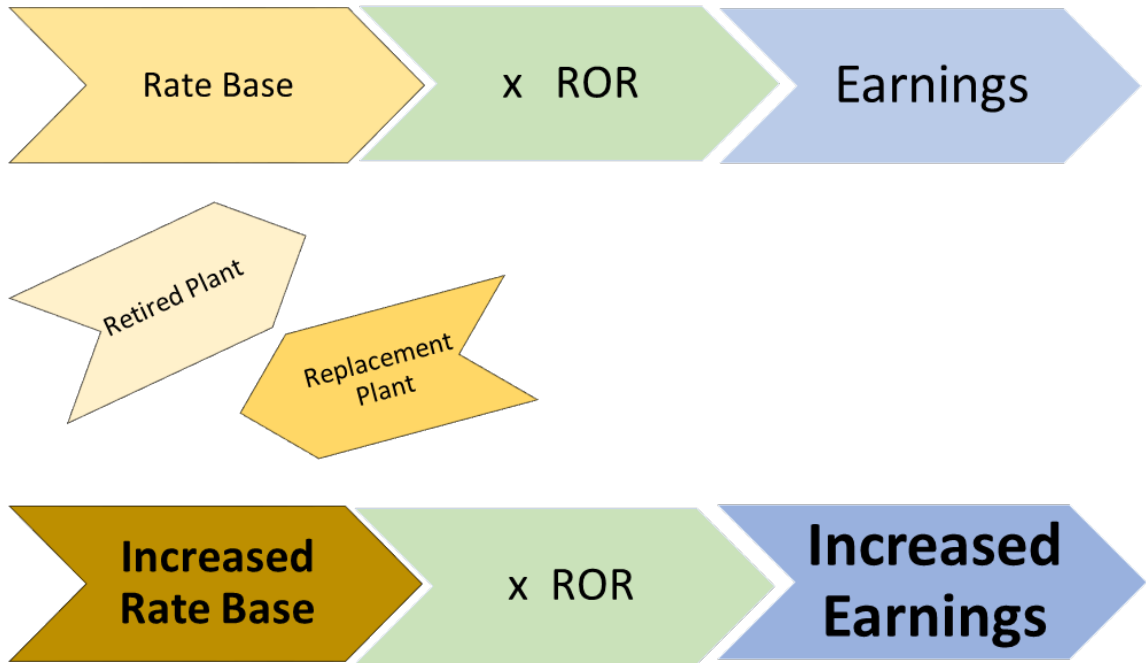 Rate Base
x ROR
Earnings
Retired Plant
Replacement
Plant
Increased
Rate Base
x ROR
Increased
Earnings